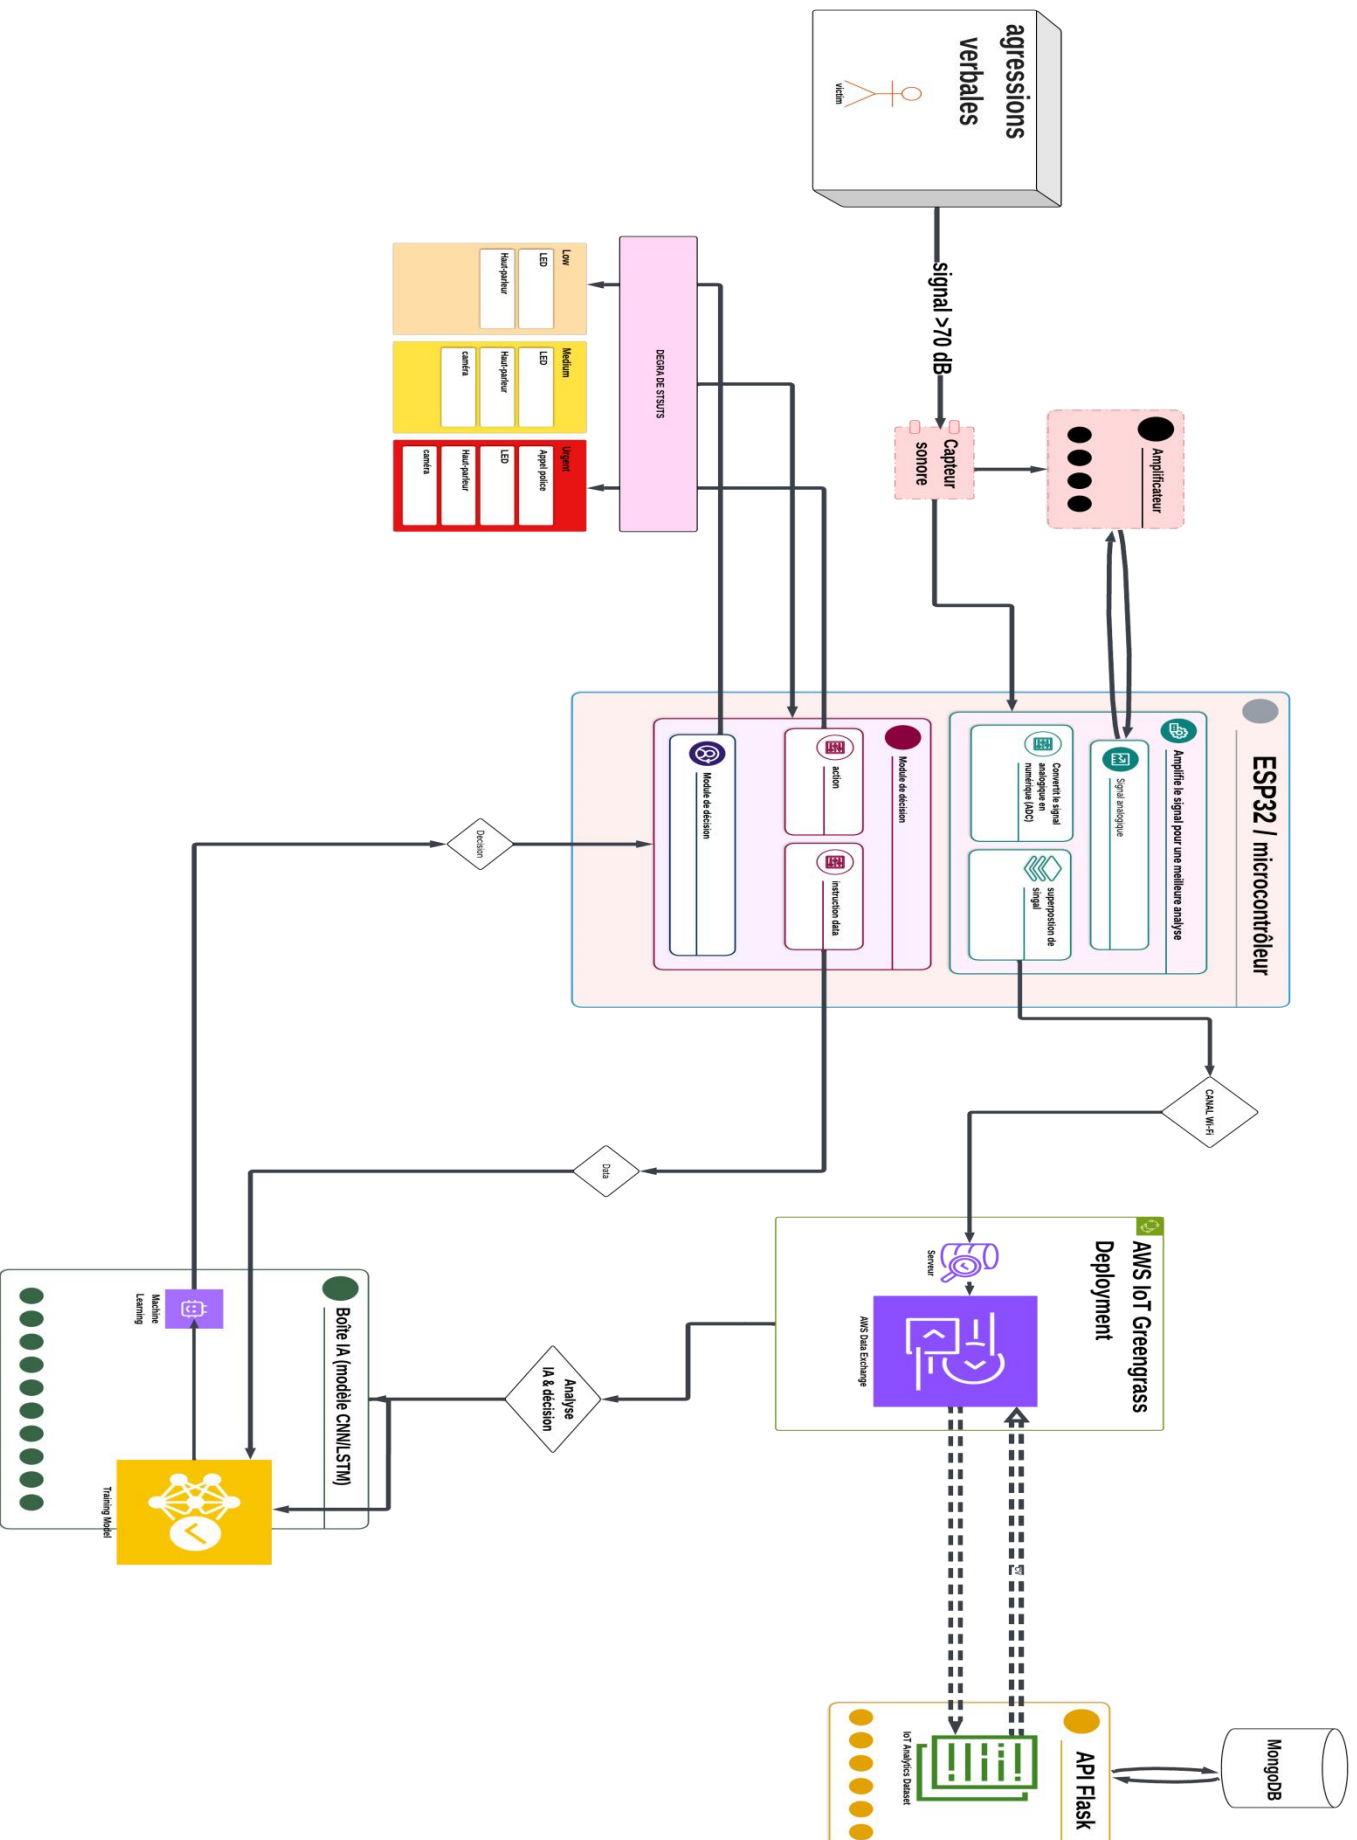 agressions
verbales
victim
signal >70 dB
Amplificateur
Capteur
sonore
DEGRA DE STSUTS
Low
LED
Haut-parleur
Medium
LED
Haut-parleur
caméra
Urgent
Appel police
LED
Haut-parleur
caméra
ESP32 / microcontrôleur
Amplifie le signal pour une meilleure analyse
Signal analogique
Convertit le signal
analogique en
numérique (ADC)
superpostion de
singal
Module de décision
action
instruction data
Module de décision
Decision
CANAL Wi-Fi
Data
AWS IoT Greengrass
Deployment
Serveur
AWS Data Exchange
Analyse
IA & décision
Boîte IA (modèle CNN/LSTM)
Machine
Learning
Training Model
MongoDB
API Flask
IoT Analytics Dataset